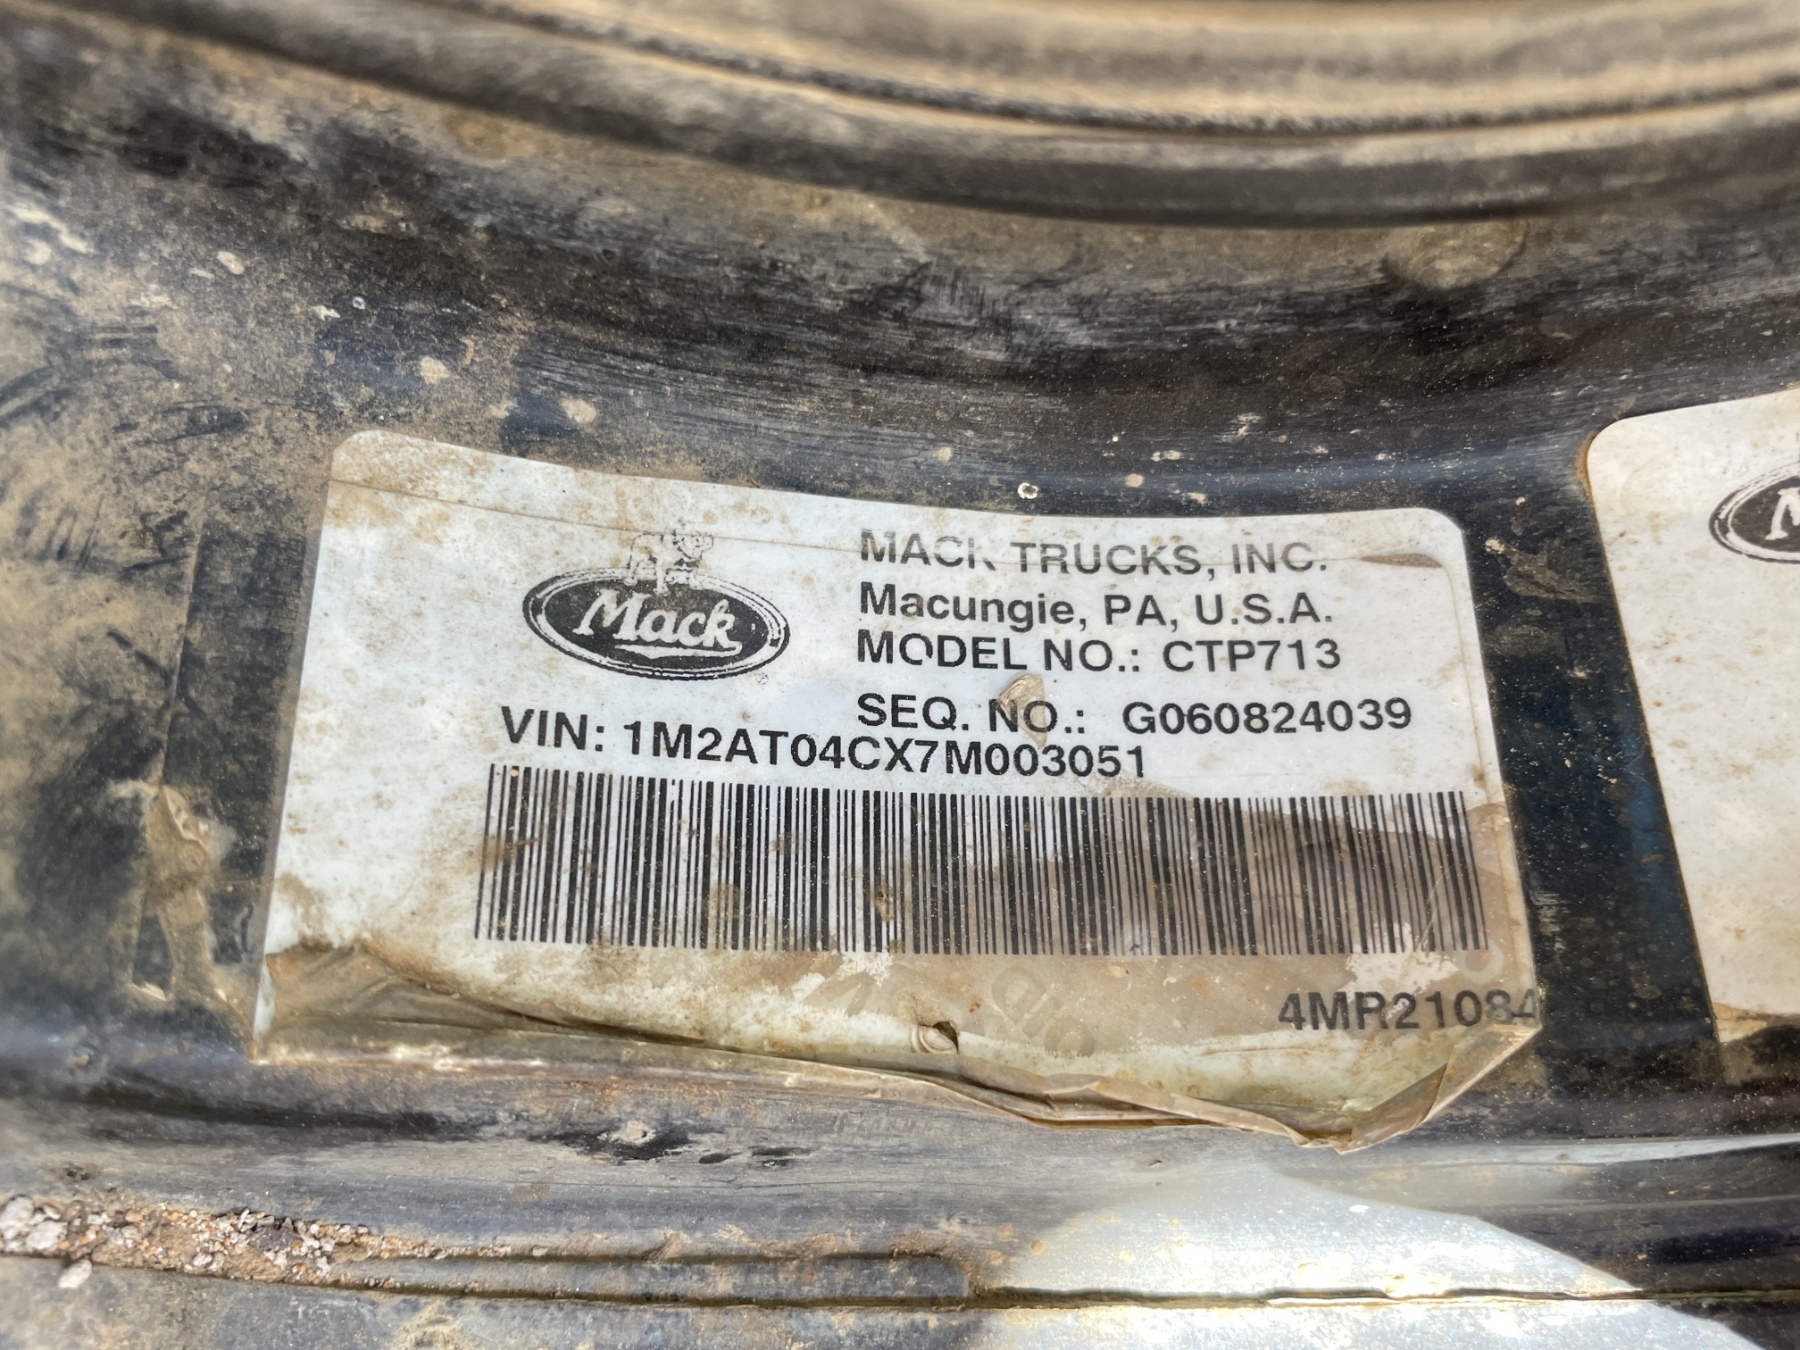 Mack
MACK TRUCKS, INC.
Macungie, PA, U.S.A.
MODEL NO.: CTP713
SEQ. NO.: G060824039
VIN: 1M2AT04CX7M003051
4MR21084